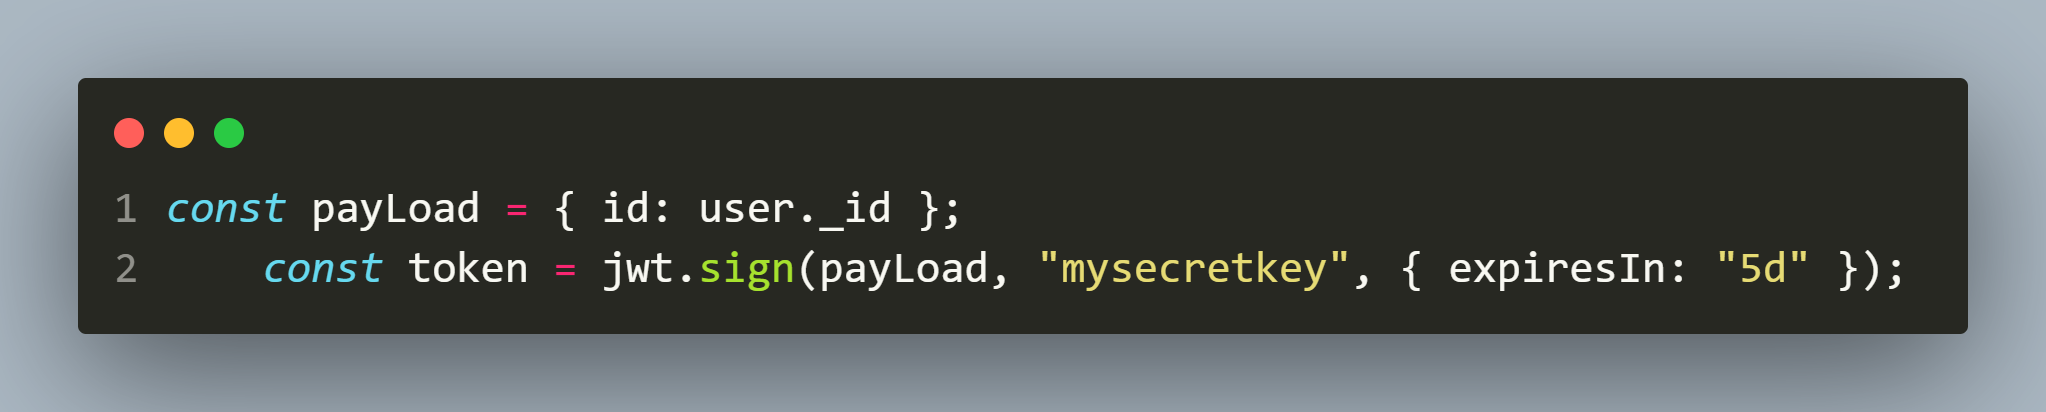 1 const payLoad = { id: user._id };
2     const token = jwt.sign(payLoad, "mysecretkey", { expiresIn: "5d" });